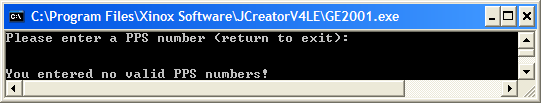 C:\Program Files\Xinox Software\JCreatorV4LE\GE2001.exe
Please enter a PPS number (return to exit):
You entered no valid PPS numbers!